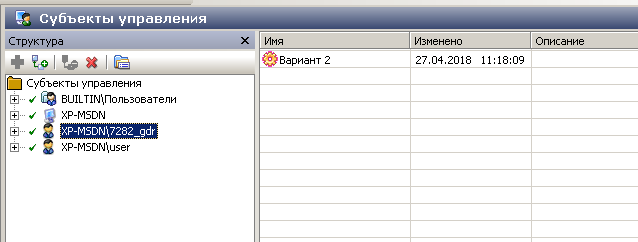 Субъекты управления
Структура
Имя Изменено Описание
Вариант 2 27.04.2018 11:18:09
Субъекты управления
BUILTIN\Пользователи
XP-MSDN
XP-MSDN\7282_gdr
XP-MSDN\user